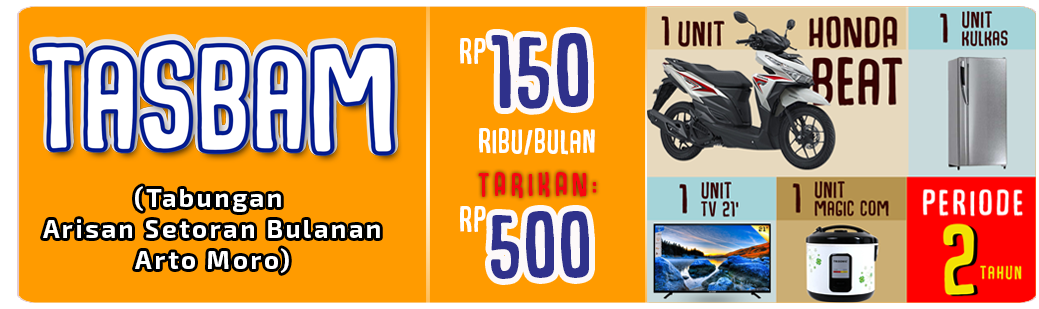 TASBAM
(Tabungan
Arisan Setoran Bulanan
Arto Moro)
RP 150
RIBU/BULAN
TARIKAN:
RP 500
1 UNIT HONDA
BEAT
1 UNIT
KULKAS
1 UNIT
TV 21'
21"
1 UNIT
MAGIC COM
PERIODE
2 TAHUN